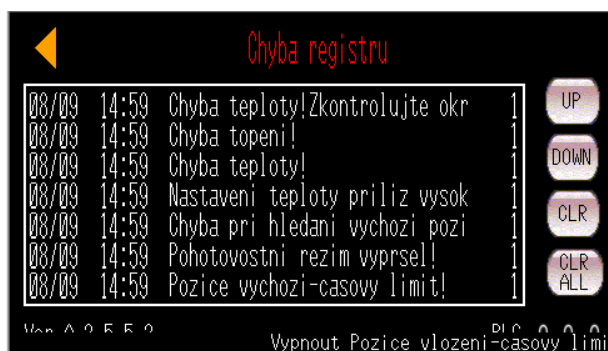 Chyba registru
08/09 14:59 Chyba teploty!Zkontrolujte okr 1
08/09 14:59 Chyba topeni! 1
08/09 14:59 Chyba teploty! 1
08/09 14:59 Nastaveni teploty priliz vysok 1
08/09 14:59 Chyba pri hledani vychozi pozi 1
08/09 14:59 Pohotovostni rezim vyprsel! 1
08/09 14:59 Pozice vychozi-casovy limit! 1
UP
DOWN
CLR
CLR
ALL
Vypnout Pozice vlozeni-casovy limi